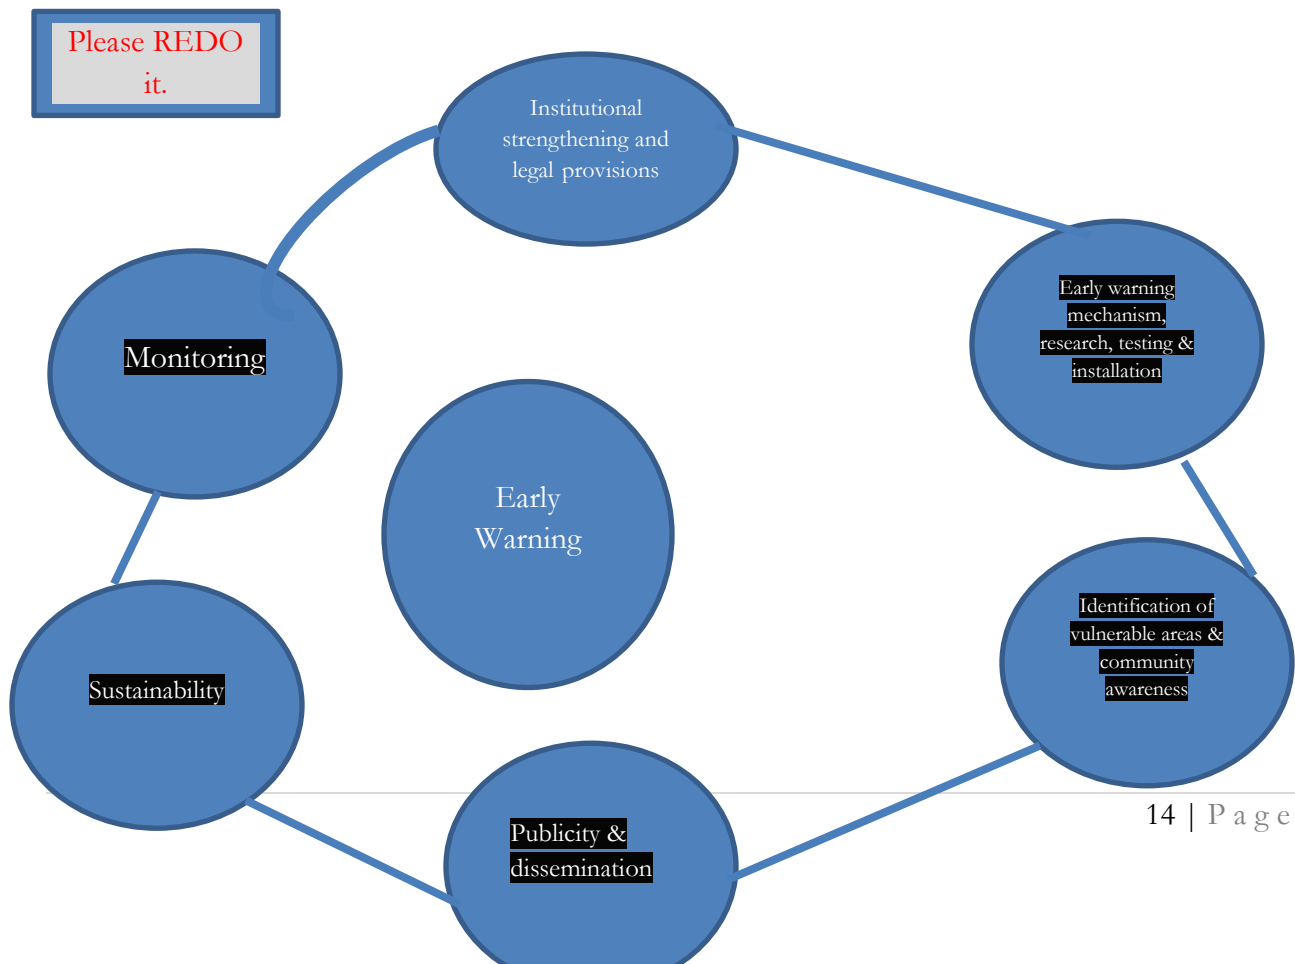 Please REDO
it.
Institutional
strengthening and
legal provisions
Early warning
mechanism,
research, testing &
installation
Monitoring
Early
Warning
Identification of
vulnerable areas &
community
awareness
Sustainability
Publicity &
dissemination
14 | P a g e